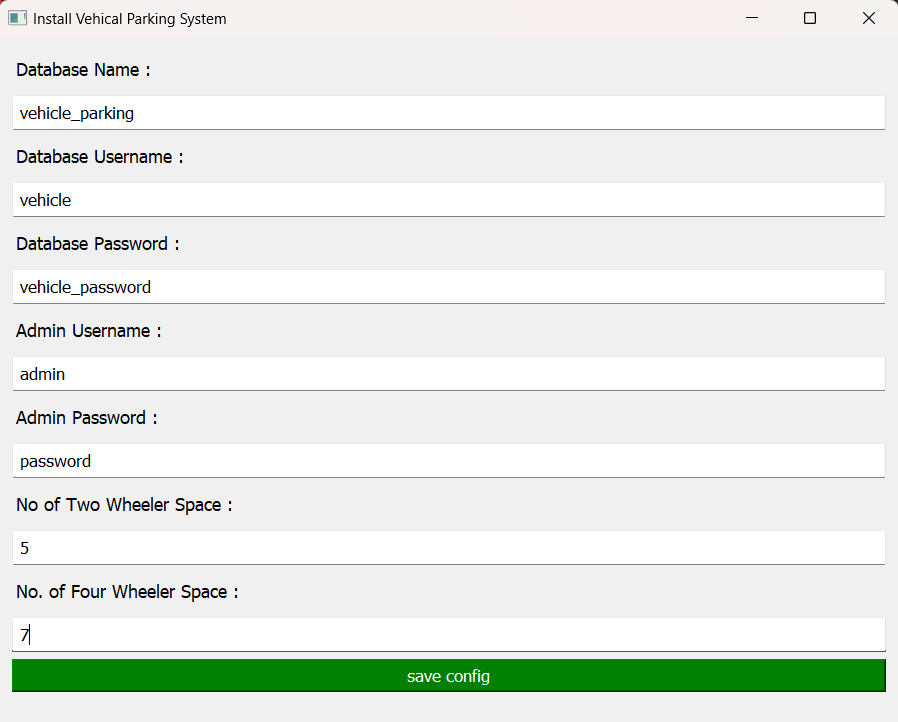 Install Vehical Parking System
Database Name :
vehicle_parking
Database Username :
vehicle
Database Password :
vehicle_password
Admin Username :
admin
Admin Password :
password
No of Two Wheeler Space :
5
No. of Four Wheeler Space :
7
save config